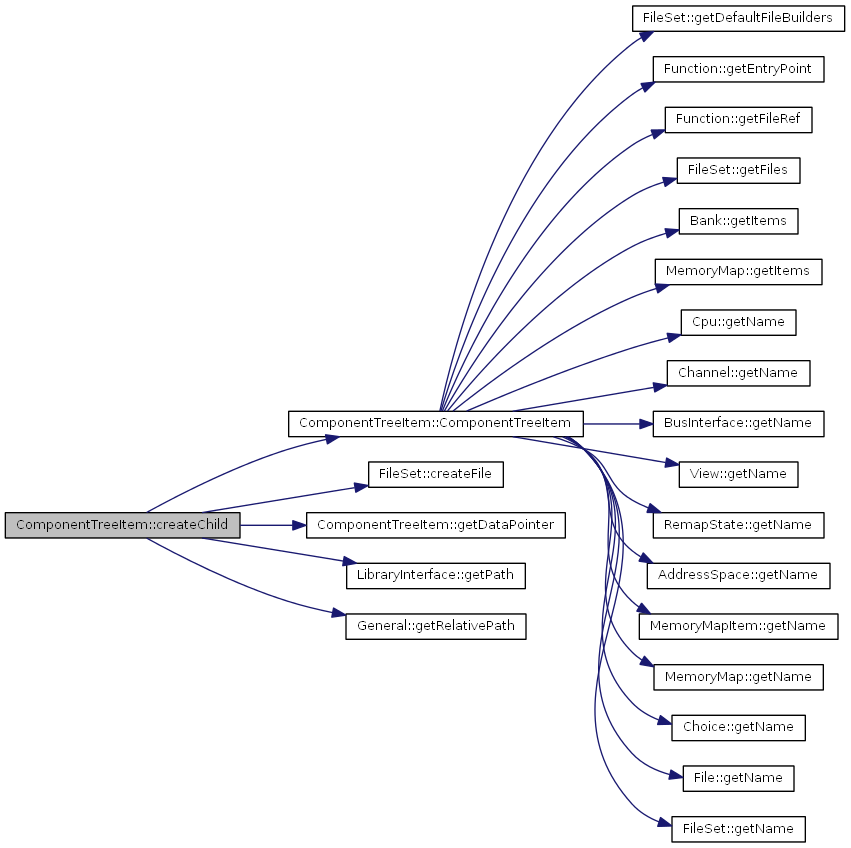 FileSet::getDefaultFileBuilders
Function::getEntryPoint
Function::getFileRef
FileSet::getFiles
Bank::getItems
MemoryMap::getItems
Cpu::getName
Channel::getName
ComponentTreeItem::ComponentTreeItem
BusInterface::getName
FileSet::createFile
View::getName
ComponentTreeItem::createChild
ComponentTreeItem::getDataPointer
RemapState::getName
LibraryInterface::getPath
AddressSpace::getName
General::getRelativePath
MemoryMapItem::getName
MemoryMap::getName
Choice::getName
File::getName
FileSet::getName